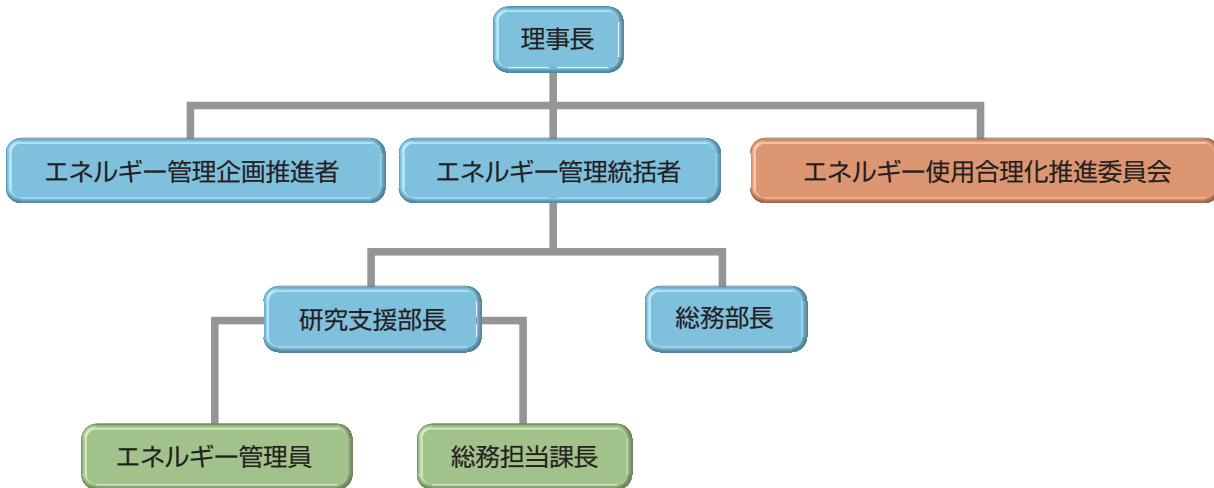 理事長
エネルギー管理企画推進者
エネルギー管理統括者
エネルギー使用合理化推進委員会
研究支援部長
総務部長
エネルギー管理員
総務担当課長